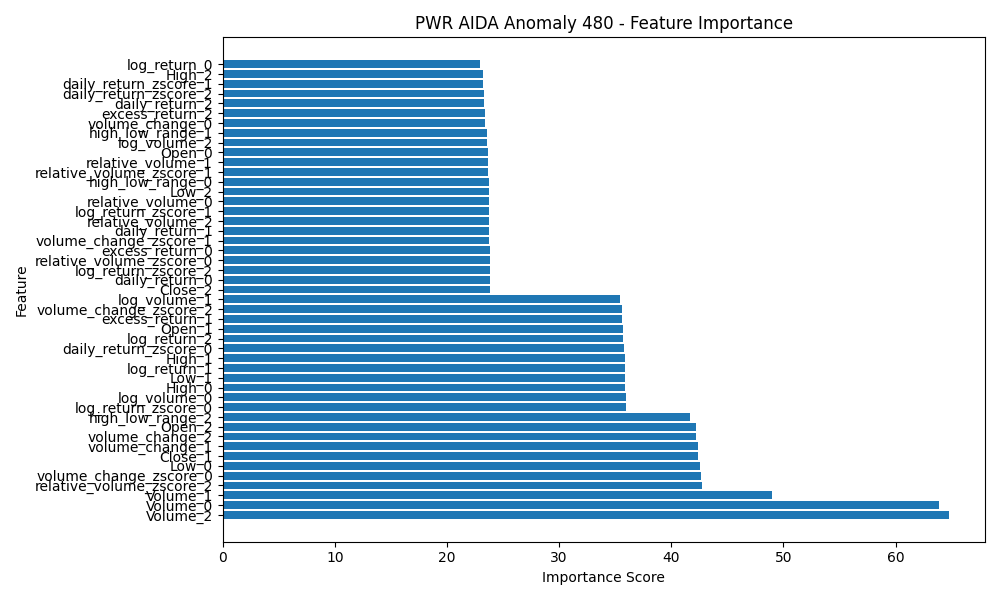 PWR AIDA Anomaly 480 - Feature Importance
log_return_0
High_2
daily_return_zscore_1
daily_return_zscore_2
daily_return_2
excess_return_2
volume_change_0
high_low_range_1
log_volume_2
Open_0
relative_volume_1
relative_volume_zscore_1
high_low_range_0
Low_2
relative_volume_0
log_return_zscore_1
relative_volume_2
daily_return_1
volume_change_zscore_1
excess_return_0
relative_volume_zscore_0
log_return_zscore_2
daily_return_0
Close_2
log_volume_1
volume_change_zscore_2
excess_return_1
Open_1
log_return_2
daily_return_zscore_0
High_1
log_return_1
Low_1
High_0
log_volume_0
log_return_zscore_0
high_low_range_2
Open_2
volume_change_2
volume_change_1
Close_1
Low_0
volume_change_zscore_0
relative_volume_zscore_2
Volume_1
Volume_0
Volume_2
Feature
0 10 20 30 40 50 60
Importance Score